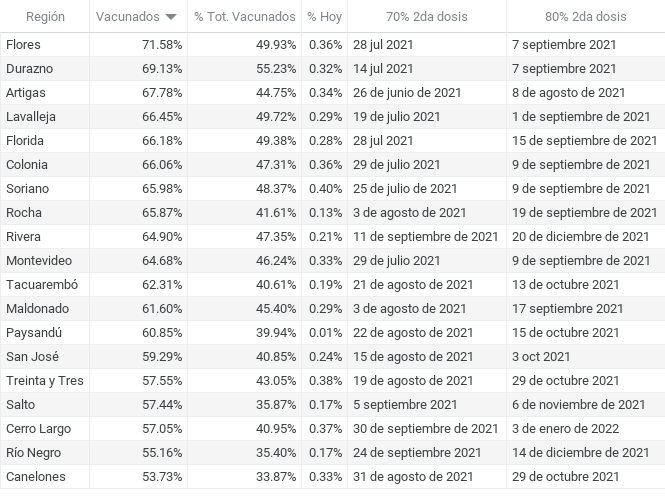 Región Vacunados % Tot. Vacunados % Hoy 70% 2da dosis 80% 2da dosis
Flores 71.58% 49.93% 0.36% 28 jul 2021 7 septiembre 2021
Durazno 69.13% 55.23% 0.32% 14 jul 2021 7 septiembre 2021
Artigas 67.78% 44.75% 0.34% 26 de junio de 2021 8 de agosto de 2021
Lavalleja 66.45% 49.72% 0.29% 19 de julio 2021 1 de septiembre de 2021
Florida 66.18% 49.38% 0.28% 28 jul 2021 15 de septiembre de 2021
Colonia 66.06% 47.31% 0.36% 29 de julio 2021 9 de septiembre de 2021
Soriano 65.98% 48.37% 0.40% 25 de julio de 2021 9 de septiembre de 2021
Rocha 65.87% 41.61% 0.13% 3 de agosto de 2021 19 de septiembre de 2021
Rivera 64.90% 47.35% 0.21% 11 de septiembre de 2021 20 de diciembre de 2021
Montevideo 64.68% 46.24% 0.33% 29 de julio 2021 9 de septiembre de 2021
Tacuarembó 62.31% 40.61% 0.19% 21 de agosto de 2021 13 de octubre de 2021
Maldonado 61.60% 45.40% 0.29% 3 de agosto de 2021 17 septiembre 2021
Paysandú 60.85% 39.94% 0.01% 22 de agosto de 2021 15 de octubre de 2021
San José 59.29% 40.85% 0.24% 15 de agosto de 2021 3 oct 2021
Treinta y Tres 57.55% 43.05% 0.38% 19 de agosto de 2021 29 de octubre de 2021
Salto 57.44% 35.87% 0.17% 5 septiembre 2021 6 de noviembre de 2021
Cerro Largo 57.05% 40.95% 0.37% 30 de septiembre de 2021 3 de enero de 2022
Río Negro 55.16% 35.40% 0.17% 24 de septiembre 2021 14 de diciembre de 2021
Canelones 53.73% 33.87% 0.33% 31 de agosto de 2021 29 de octubre de 2021